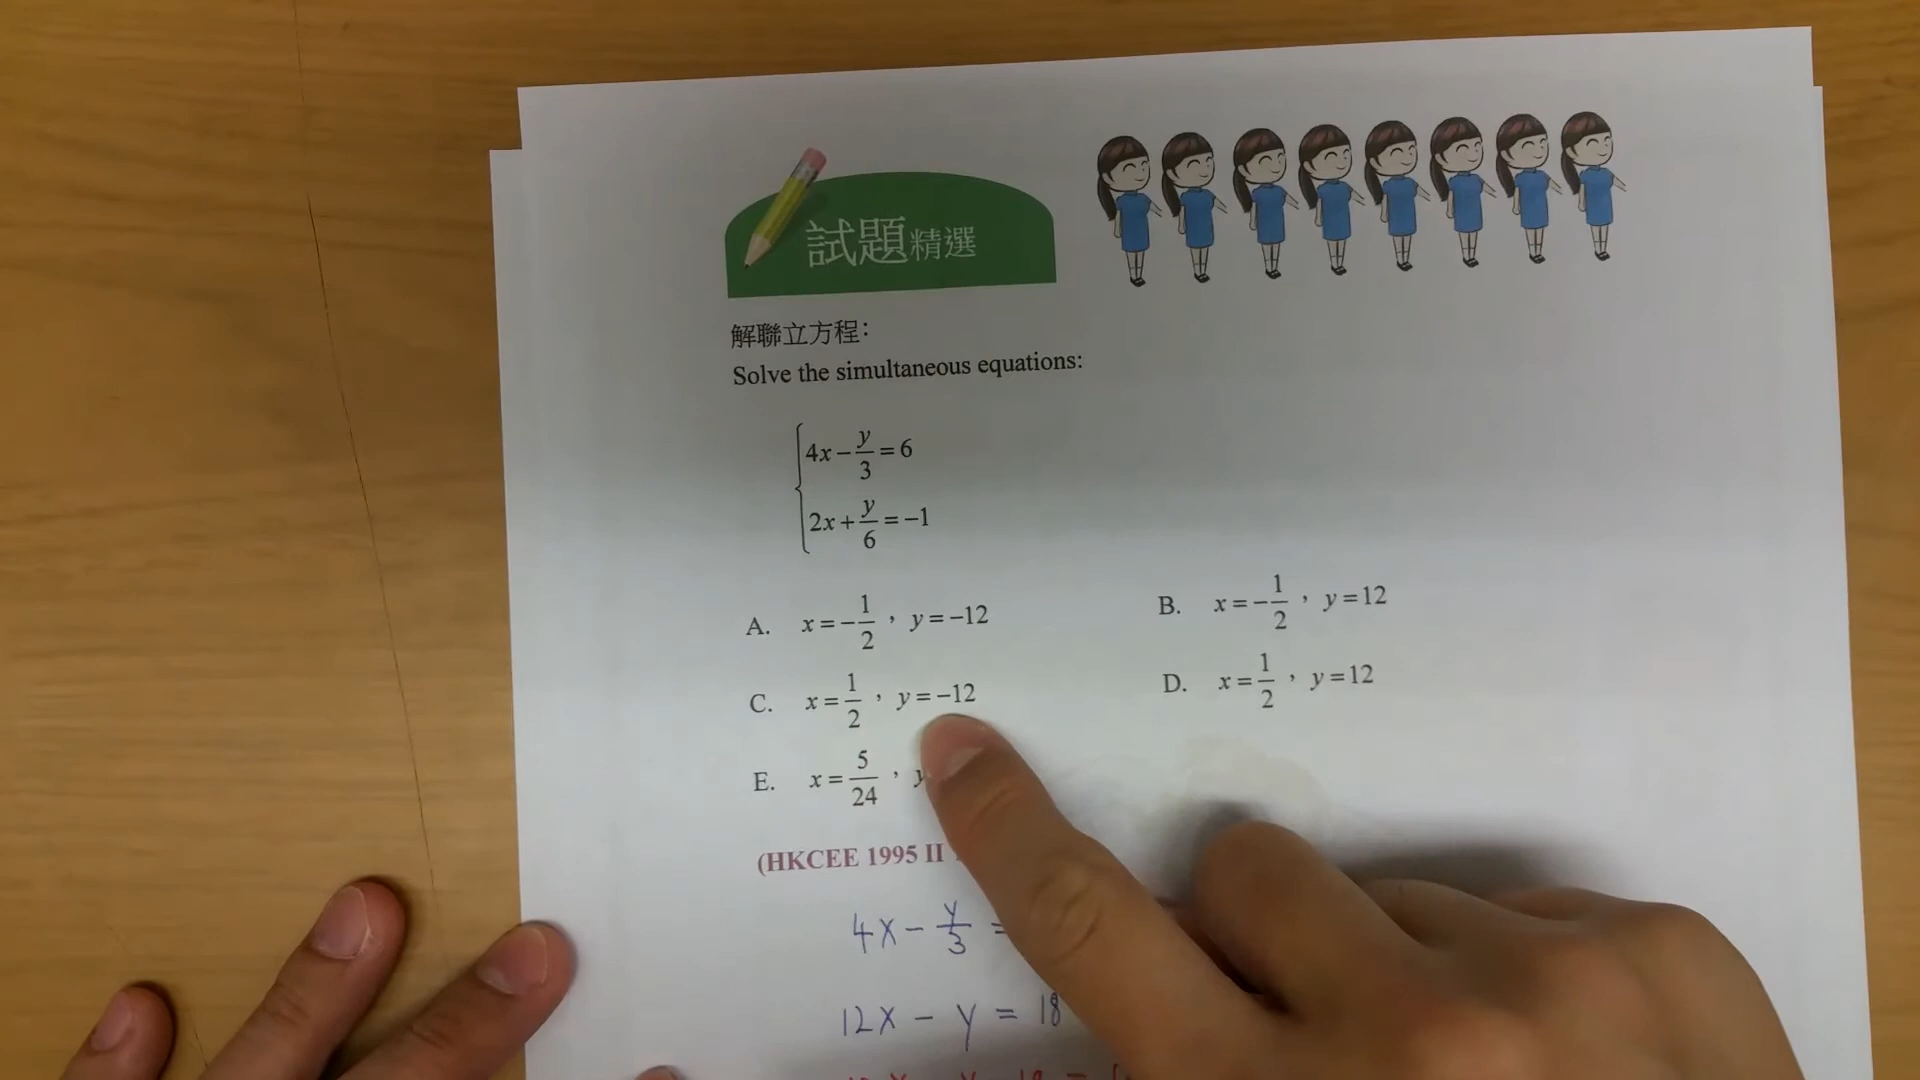 試題精選
解聯立方程：
Solve the simultaneous equations:
4x − y/3 = 6
2x + y/6 = −1
A. x = −1/2 , y = −12
B. x = −1/2 , y = 12
C. x = 1/2 , y = −12
D. x = 1/2 , y = 12
E. x = 5/24 , y
(HKCEE 1995 II
4x − y/3 =
12x − y = 18